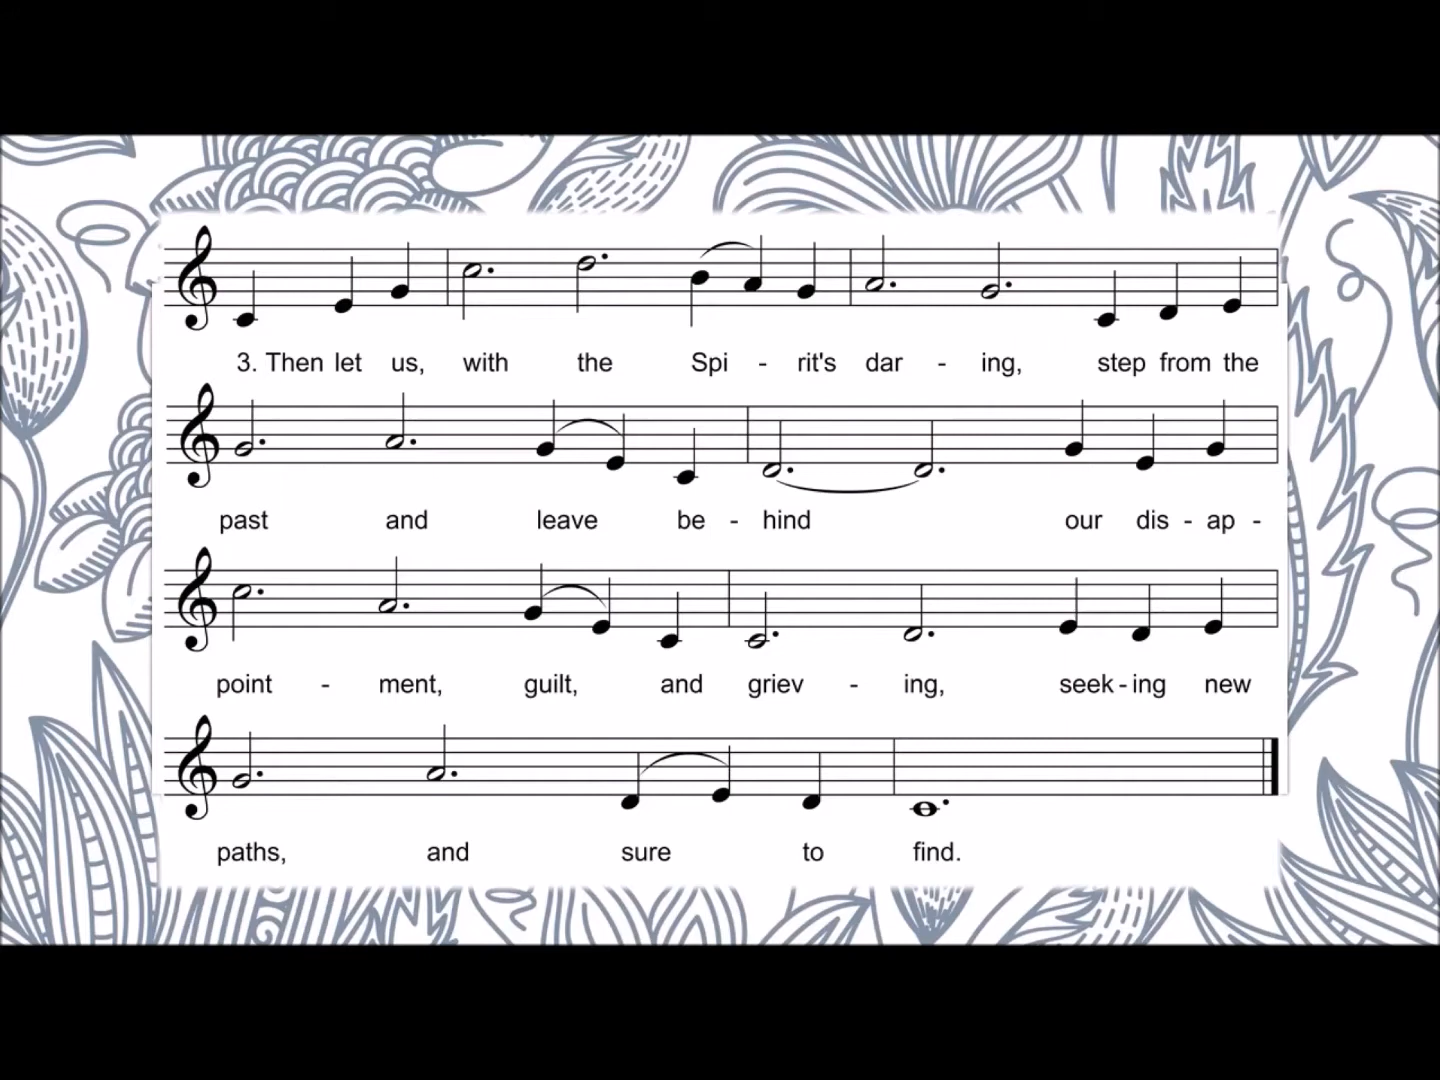 3. Then let us, with the Spi - rit's dar - ing, step from the
past and leave be - hind our dis - ap -
point - ment, guilt, and griev - ing, seek - ing new
paths, and sure to find.